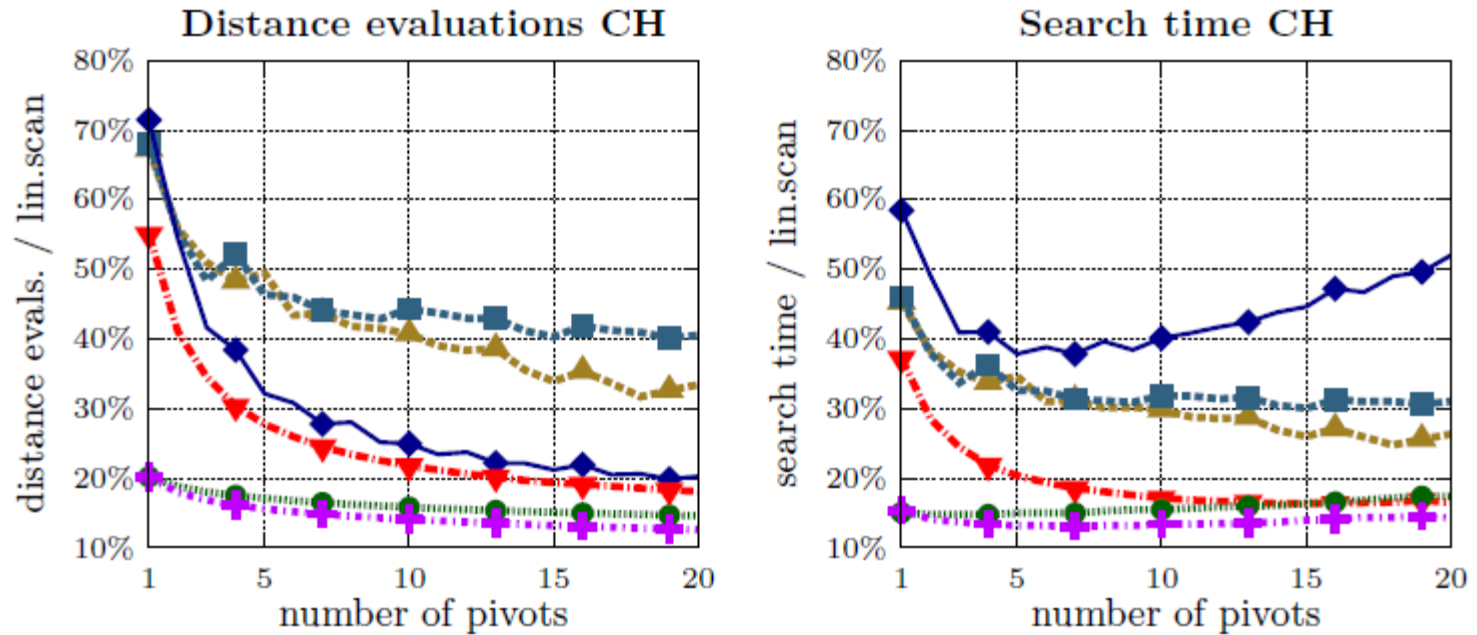 Distance evaluations CH
distance evals. / lin.scan
80%
70%
60%
50%
40%
30%
20%
10%
1 5 10 15 20
number of pivots
Search time CH
search time / lin.scan
80%
70%
60%
50%
40%
30%
20%
10%
1 5 10 15 20
number of pivots